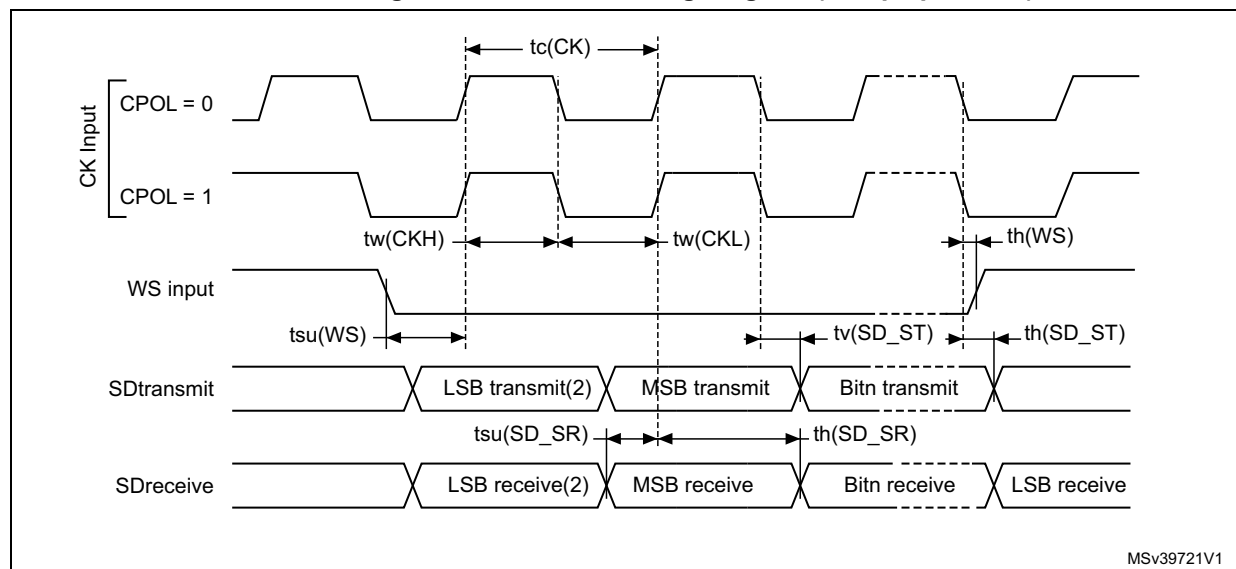 tc(CK)
CK Input
CPOL = 0
CPOL = 1
tw(CKH)
tw(CKL)
th(WS)
WS input
tsu(WS)
tv(SD_ST)
th(SD_ST)
SDtransmit
LSB transmit(2)
MSB transmit
Bitn transmit
tsu(SD_SR)
th(SD_SR)
SDreceive
LSB receive(2)
MSB receive
Bitn receive
LSB receive
MSv39721V1